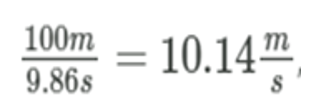 100m/9.86s = 10.14 m/s,